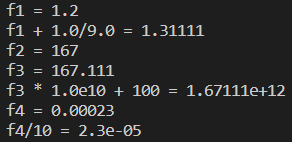 f1 = 1.2
f1 + 1.0/9.0 = 1.31111
f2 = 167
f3 = 167.111
f3 * 1.0e10 + 100 = 1.67111e+12
f4 = 0.00023
f4/10 = 2.3e-05